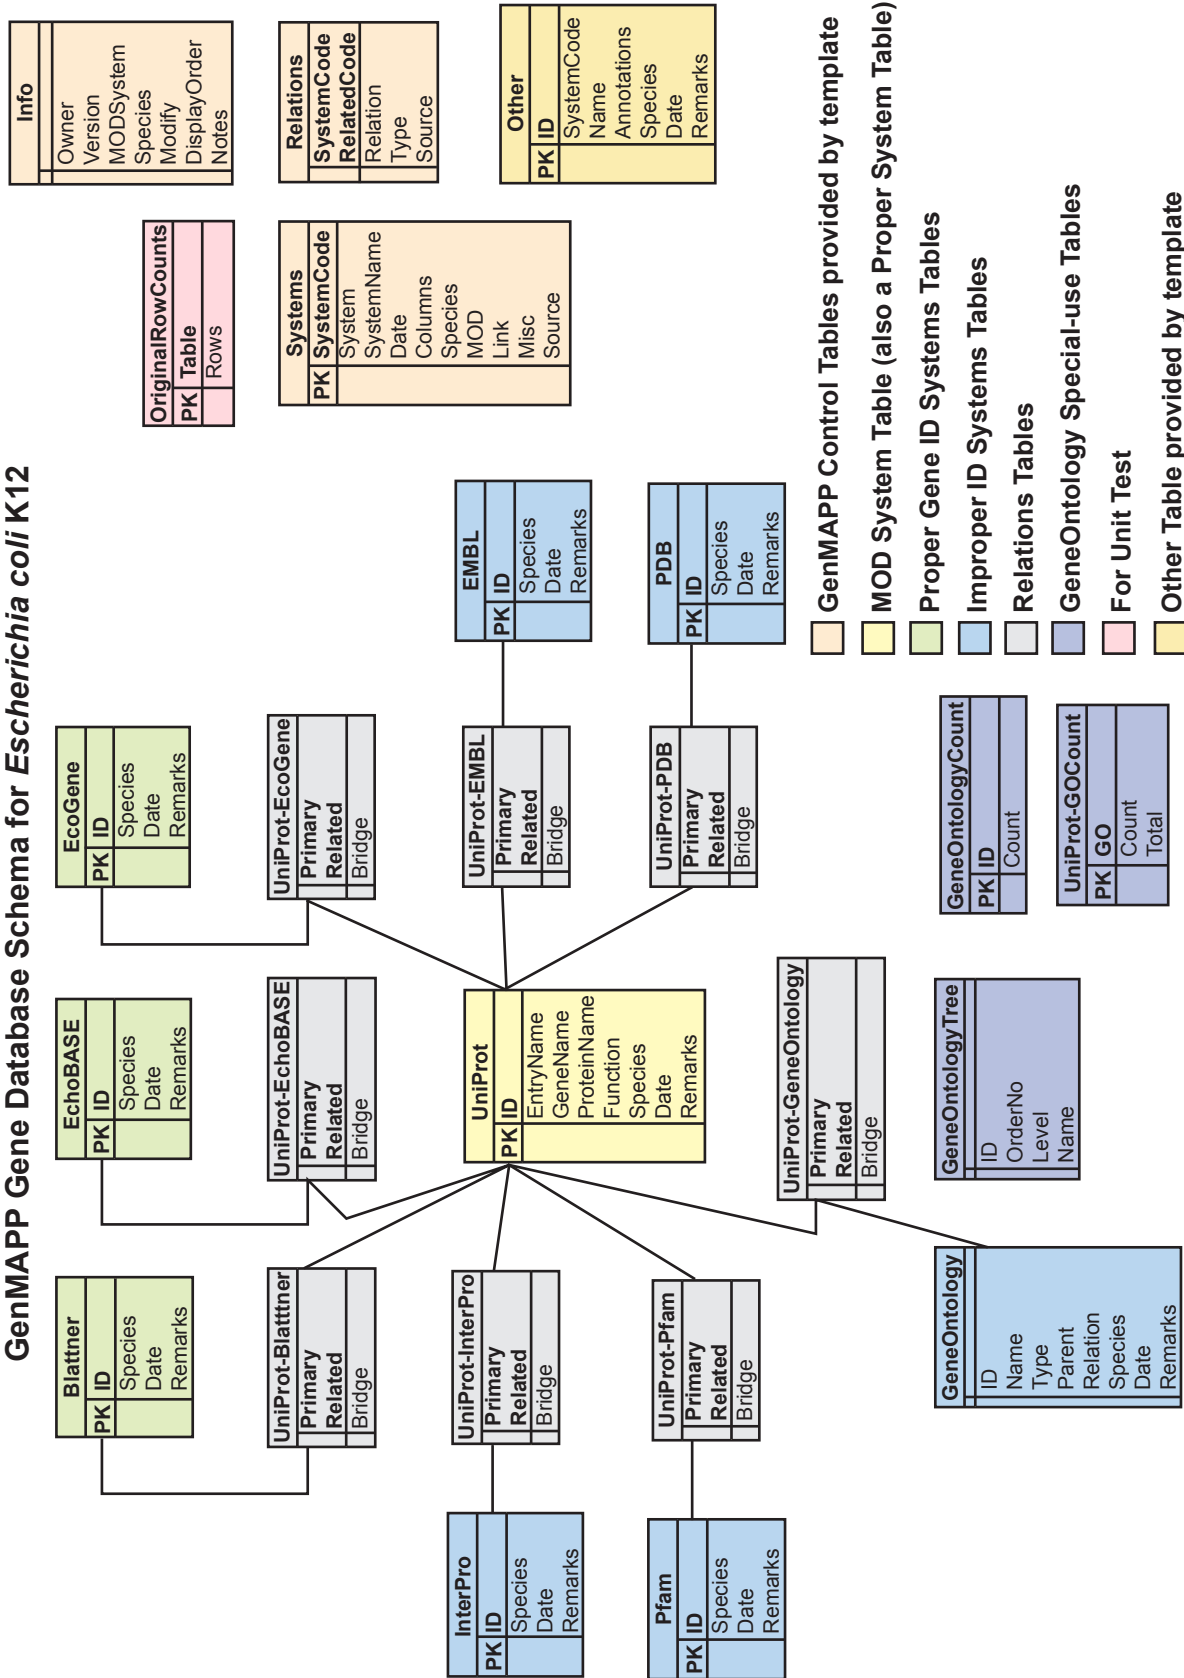 GenMAPP Gene Database Schema for Escherichia coli K12
Blattner
PK ID
Species
Date
Remarks
EchoBASE
PK ID
Species
Date
Remarks
EcoGene
PK ID
Species
Date
Remarks
OriginalRowCounts
PK Table
Rows
Info
Owner
Version
MODSystem
Species
Modify
DisplayOrder
Notes
UniProt-Blatttner
Primary
Related
Bridge
UniProt-EchoBASE
Primary
Related
Bridge
UniProt-EcoGene
Primary
Related
Bridge
Systems
PK SystemCode
System
SystemName
Date
Columns
Species
MOD
Link
Misc
Source
Relations
SystemCode
RelatedCode
Relation
Type
Source
InterPro
PK ID
Species
Date
Remarks
UniProt-InterPro
Primary
Related
Bridge
UniProt
PK ID
EntryName
GeneName
ProteinName
Function
Species
Date
Remarks
UniProt-EMBL
Primary
Related
Bridge
EMBL
PK ID
Species
Date
Remarks
Other
PK ID
SystemCode
Name
Annotations
Species
Date
Remarks
Pfam
PK ID
Species
Date
Remarks
UniProt-Pfam
Primary
Related
Bridge
UniProt-PDB
Primary
Related
Bridge
PDB
PK ID
Species
Date
Remarks
UniProt-GeneOntology
Primary
Related
Bridge
GeneOntology
ID
Name
Type
Parent
Relation
Species
Date
Remarks
GeneOntologyTree
ID
OrderNo
Level
Name
GeneOntologyCount
PK ID
Count
UniProt-GOCount
PK GO
Count
Total
GenMAPP Control Tables provided by template
MOD System Table (also a Proper System Table)
Proper Gene ID Systems Tables
Improper ID Systems Tables
Relations Tables
GeneOntology Special-use Tables
For Unit Test
Other Table provided by template